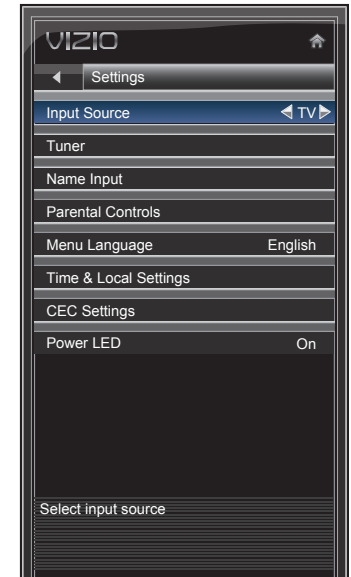 VIZIO
Settings
Input Source TV
Tuner
Name Input
Parental Controls
Menu Language English
Time & Local Settings
CEC Settings
Power LED On
Select input source